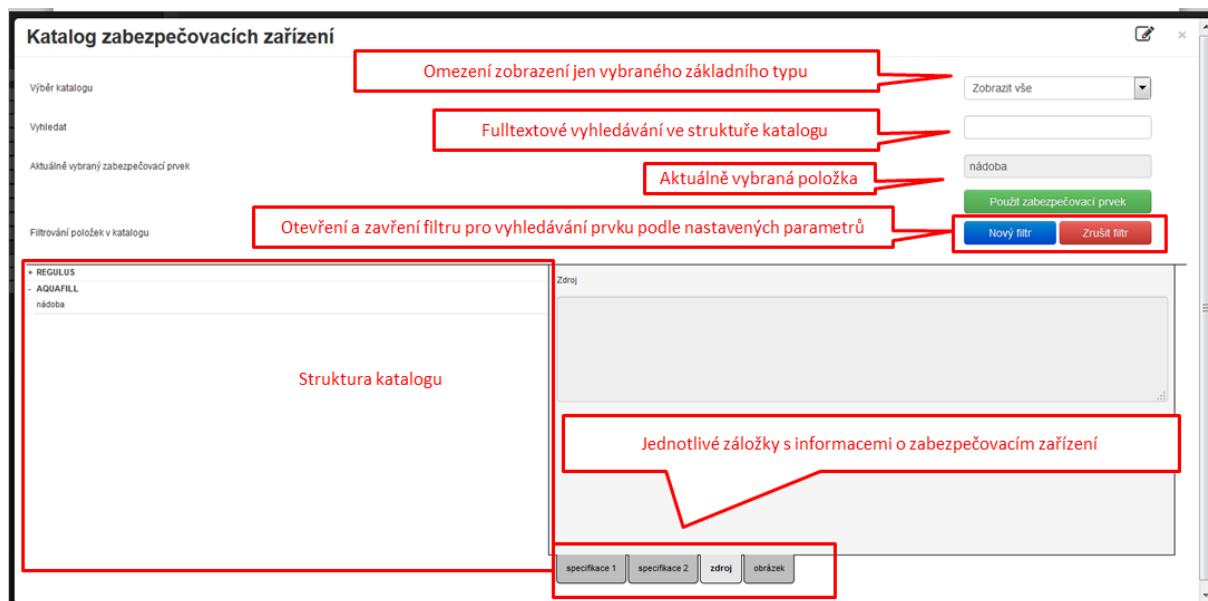 Katalog zabezpečovacích zařízení
Omezení zobrazení jen vybraného základního typu
Výběr katalogu
Zobrazit vše
Vyhledat
Fulltextové vyhledávání ve struktuře katalogu
Aktuálně vybraný zabezpečovací prvek
nádoba
Aktuálně vybraná položka
Použít zabezpečovací prvek
Otevření a zavření filtru pro vyhledávání prvku podle nastavených parametrů
Filtrování položek v katalogu
Nový filtr
Zrušit filtr
+ REGULUS
- AQUAFILL
nádoba
Zdroj
Struktura katalogu
Jednotlivé záložky s informacemi o zabezpečovacím zařízení
specifikace 1
specifikace 2
zdroj
obrázek